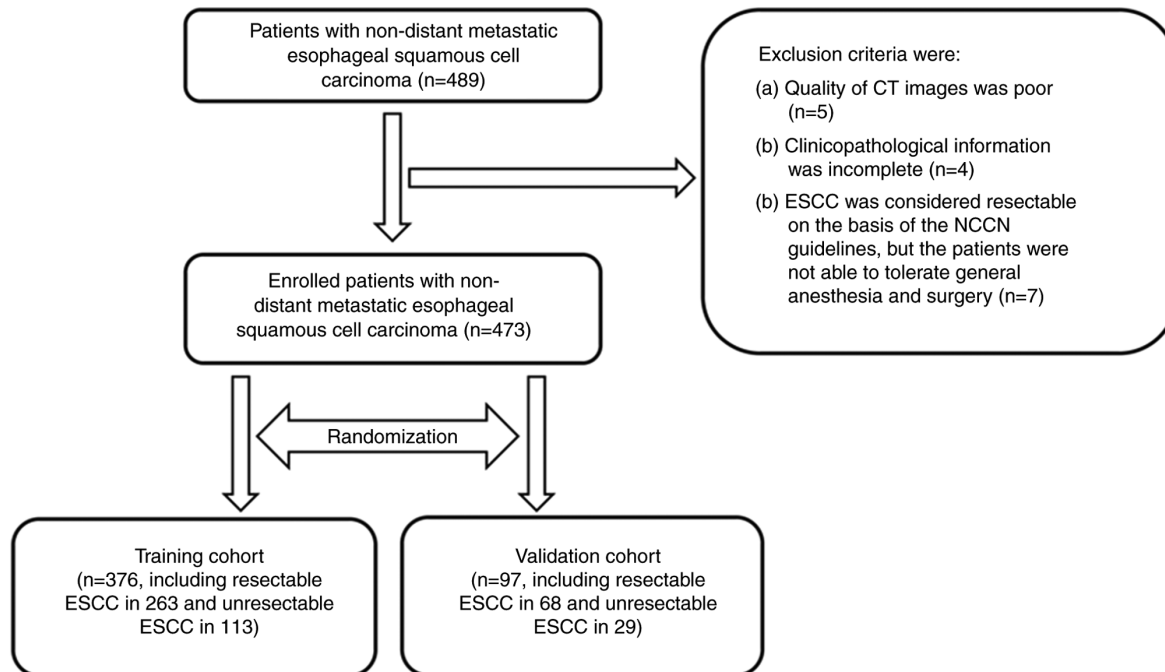 Patients with non-distant metastatic
esophageal squamous cell
carcinoma (n=489)
Exclusion criteria were:
(a) Quality of CT images was poor
(n=5)
(b) Clinicopathological information
was incomplete (n=4)
(b) ESCC was considered resectable
on the basis of the NCCN
guidelines, but the patients were
not able to tolerate general
anesthesia and surgery (n=7)
Enrolled patients with non-
distant metastatic esophageal
squamous cell carcinoma (n=473)
Randomization
Training cohort
(n=376, including resectable
ESCC in 263 and unresectable
ESCC in 113)
Validation cohort
(n=97, including resectable
ESCC in 68 and unresectable
ESCC in 29)